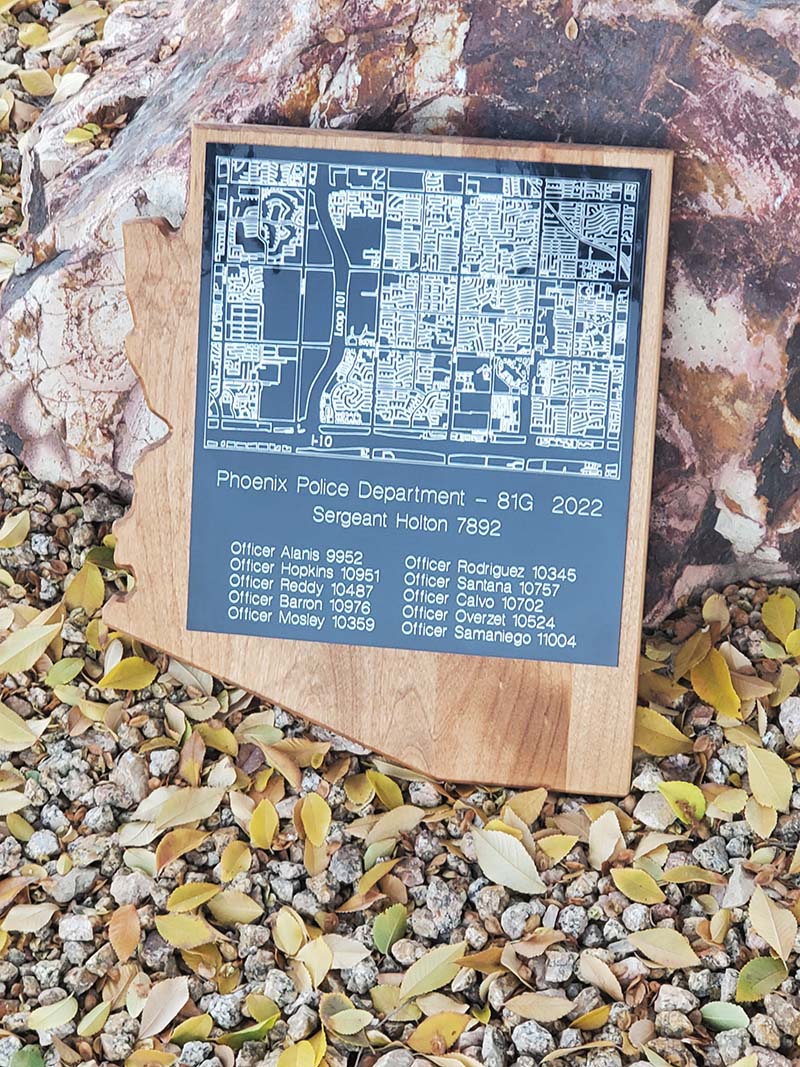 Loop 101
I-10
Phoenix Police Department - 81G 2022
Sergeant Holton 7892
Officer Alanis 9952
Officer Hopkins 10951
Officer Reddy 10487
Officer Barron 10976
Officer Mosley 10359
Officer Rodriguez 10345
Officer Santana 10757
Officer Calvo 10702
Officer Overzet 10524
Officer Samaniego 11004